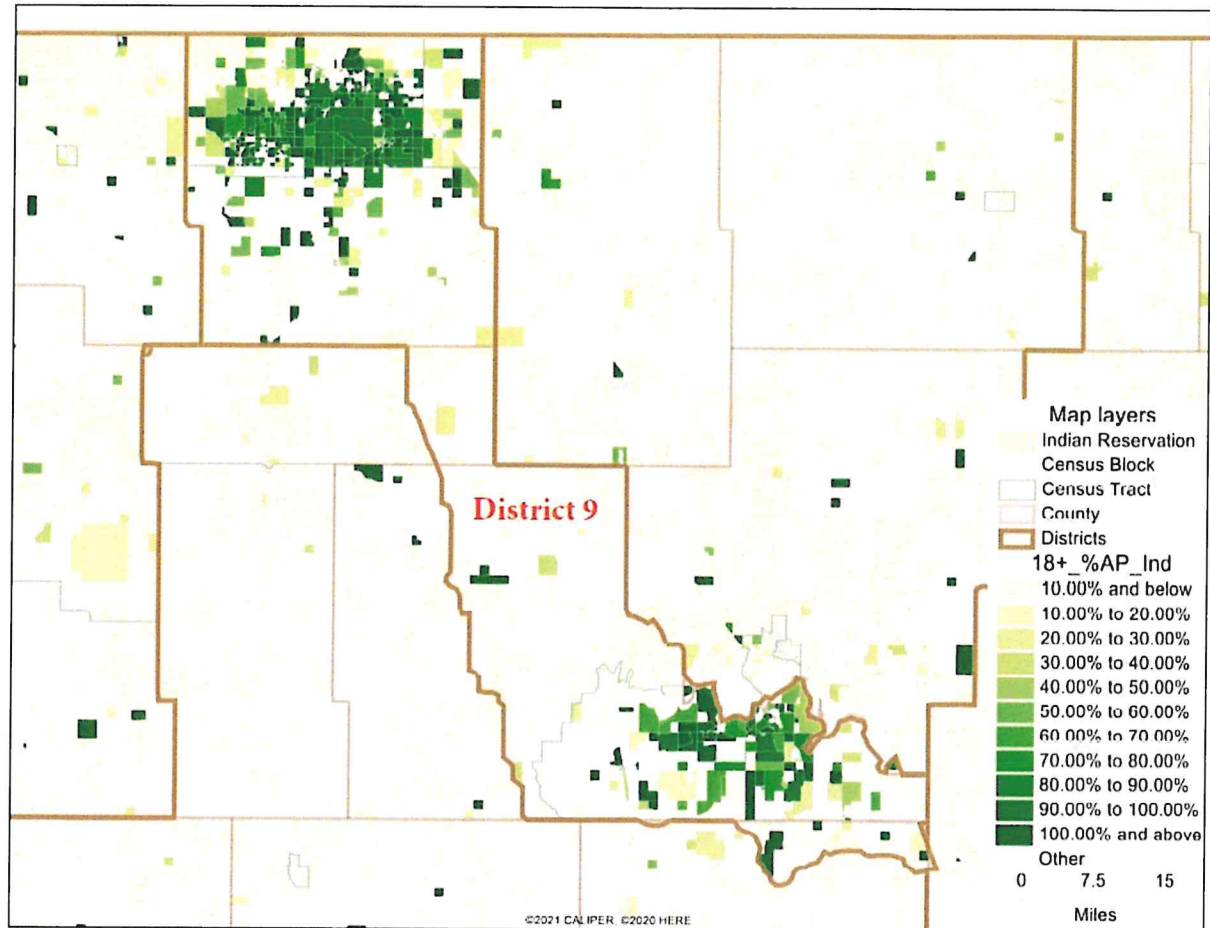 District 9
Map layers
Indian Reservation
Census Block
Census Tract
County
Districts
18+_%AP_Ind
10.00% and below
10.00% to 20.00%
20.00% to 30.00%
30.00% to 40.00%
40.00% to 50.00%
50.00% to 60.00%
60.00% to 70.00%
70.00% to 80.00%
80.00% to 90.00%
90.00% to 100.00%
100.00% and above
Other
0 7.5 15
Miles
©2021 CALIPER, ©2020 HERE